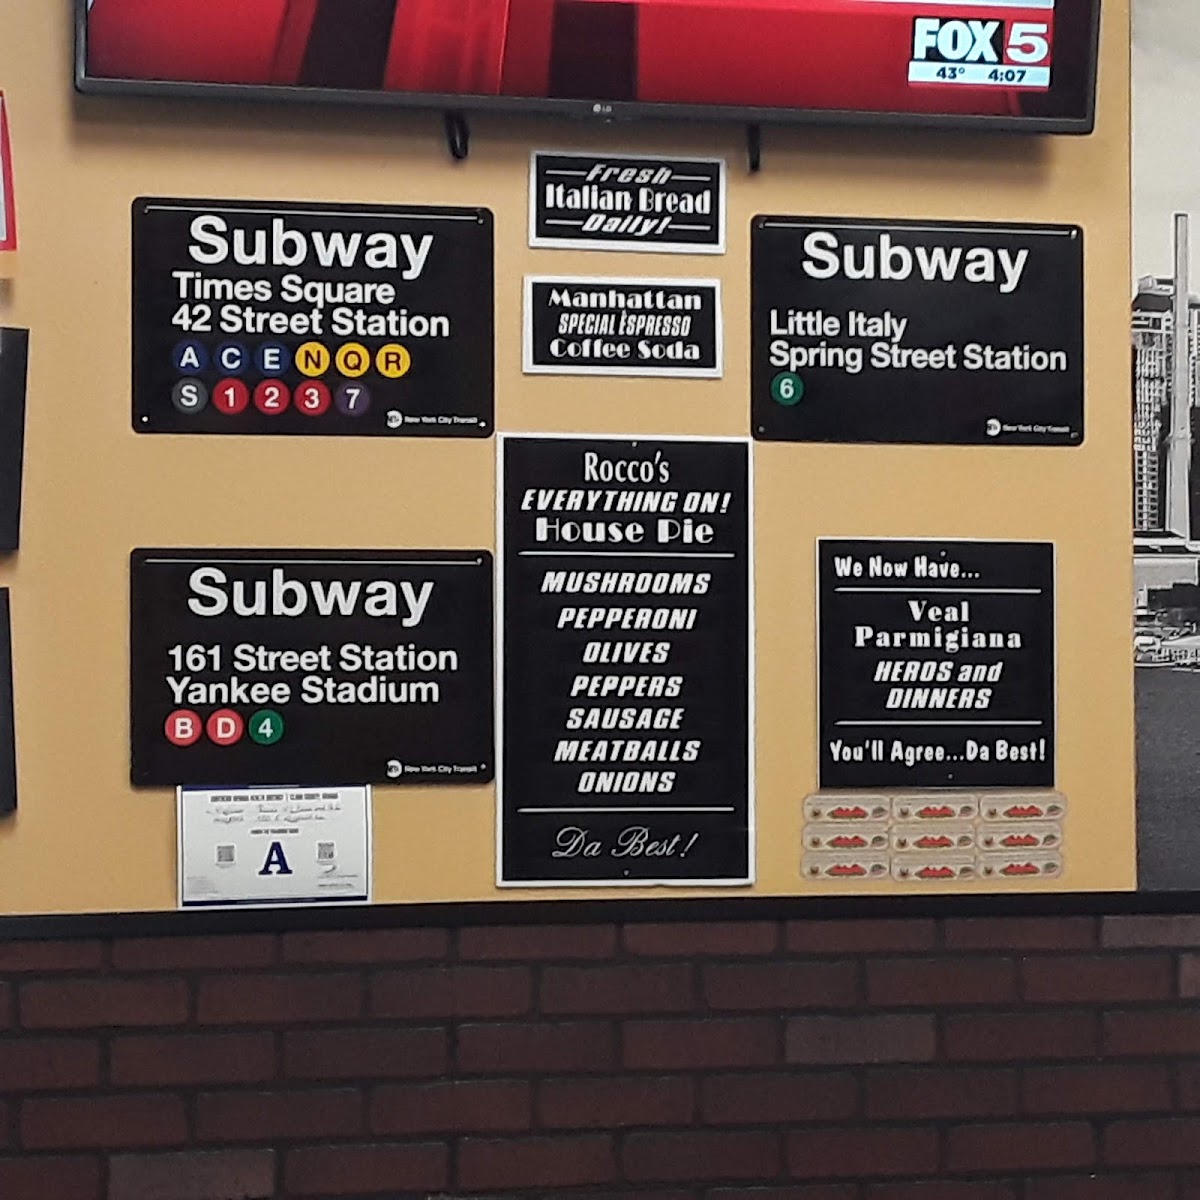 FOX 5
43° 4:07
LG
Fresh
Italian Bread
Daily!
Manhattan
SPECIAL ESPRESSO
Coffee Soda
Subway
Times Square
42 Street Station
A C E N Q R
S 1 2 3 7
New York City Transit
Subway
Little Italy
Spring Street Station
6
New York City Transit
Subway
161 Street Station
Yankee Stadium
B D 4
New York City Transit
Rocco's
EVERYTHING ON!
House Pie
MUSHROOMS
PEPPERONI
OLIVES
PEPPERS
SAUSAGE
MEATBALLS
ONIONS
Da Best!
We Now Have...
Veal
Parmigiana
HEROS and
DINNERS
You'll Agree...Da Best!
A